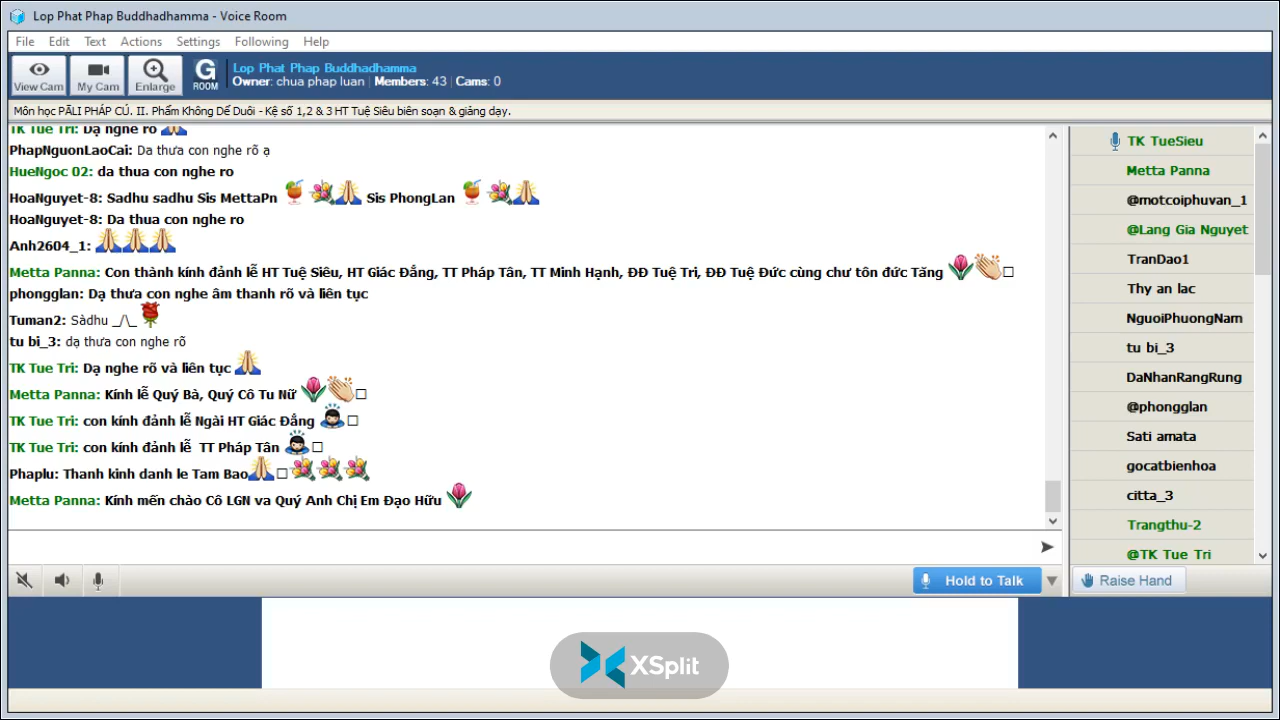 Lop Phat Phap Buddhadhamma - Voice Room
File Edit Text Actions Settings Following Help
View Cam My Cam Enlarge G ROOM
Lop Phat Phap Buddhadhamma
Owner: chua phap luan | Members: 43 | Cams: 0
Môn học PĀLI PHÁP CÚ. II. Phẩm Không Dể Duôi - Kệ số 1,2 & 3 HT Tuệ Siêu biên soạn & giảng dạy.
TK Tue Tri: Dạ nghe rõ 🙏
PhapNguonLaoCai: Da thưa con nghe rõ ạ
HueNgoc 02: da thua con nghe ro
HoaNguyet-8: Sadhu sadhu Sis MettaPn 🍹💐🙏 Sis PhongLan 🍹💐🙏
HoaNguyet-8: Da thua con nghe ro
Anh2604_1: 🙏🙏🙏
Metta Panna: Con thành kính đảnh lễ HT Tuệ Siêu, HT Giác Đẳng, TT Pháp Tân, TT Minh Hạnh, ĐĐ Tuệ Tri, ĐĐ Tuệ Đức cùng chư tôn đức Tăng 🌷👏□
phongglan: Dạ thưa con nghe âm thanh rõ và liên tục
Tuman2: Sàdhu _/\_ 🌹
tu bi_3: dạ thưa con nghe rõ
TK Tue Tri: Dạ nghe rõ và liên tục 🙏
Metta Panna: Kính lễ Quý Bà, Quý Cô Tu Nữ 🌷👏□
TK Tue Tri: con kính đảnh lễ Ngài HT Giác Đẳng 🙇□
TK Tue Tri: con kính đảnh lễ TT Pháp Tân 🙇□
Phaplu: Thanh kinh danh le Tam Bao🙏□💐💐💐
Metta Panna: Kính mến chào Cô LGN va Quý Anh Chị Em Đạo Hữu 🌷
TK TueSieu
Metta Panna
@motcoiphuvan_1
@Lang Gia Nguyet
TranDao1
Thy an lac
NguoiPhuongNam
tu bi_3
DaNhanRangRung
@phongglan
Sati amata
gocatbienhoa
citta_3
Trangthu-2
@TK Tue Tri
Hold to Talk
Raise Hand
XSplit